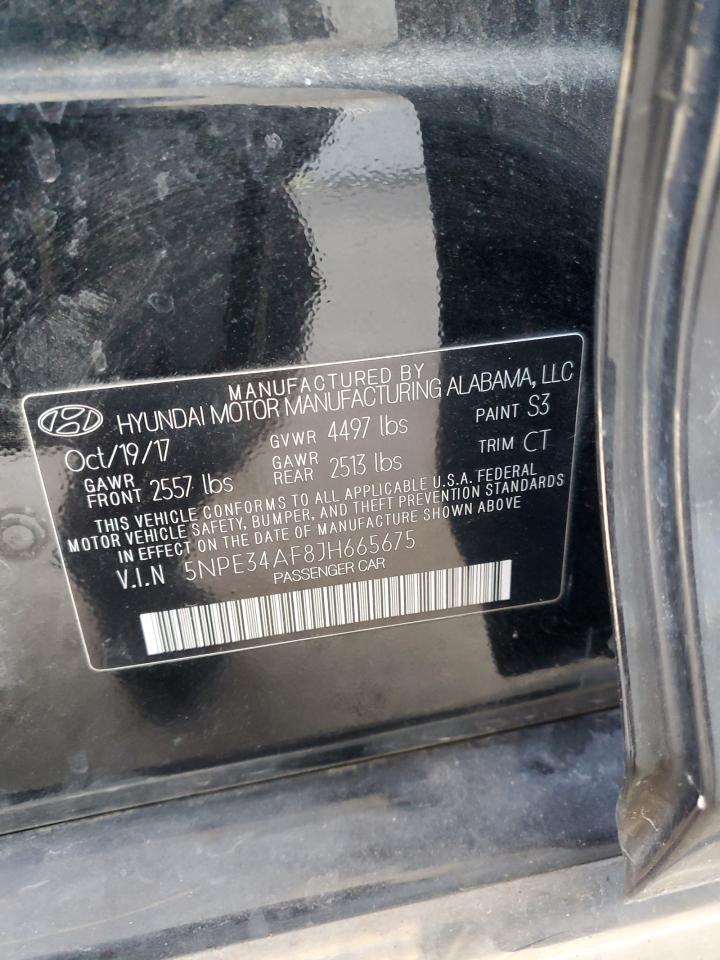 MANUFACTURED BY
HYUNDAI MOTOR MANUFACTURING ALABAMA, LLC
Oct/19/17 GVWR 4497 lbs PAINT S3
GAWR FRONT 2557 lbs GAWR REAR 2513 lbs TRIM CT
THIS VEHICLE CONFORMS TO ALL APPLICABLE U.S.A. FEDERAL
MOTOR VEHICLE SAFETY, BUMPER, AND THEFT PREVENTION STANDARDS
IN EFFECT ON THE DATE OF MANUFACTURE SHOWN ABOVE
V.I.N 5NPE34AF8JH665675
PASSENGER CAR